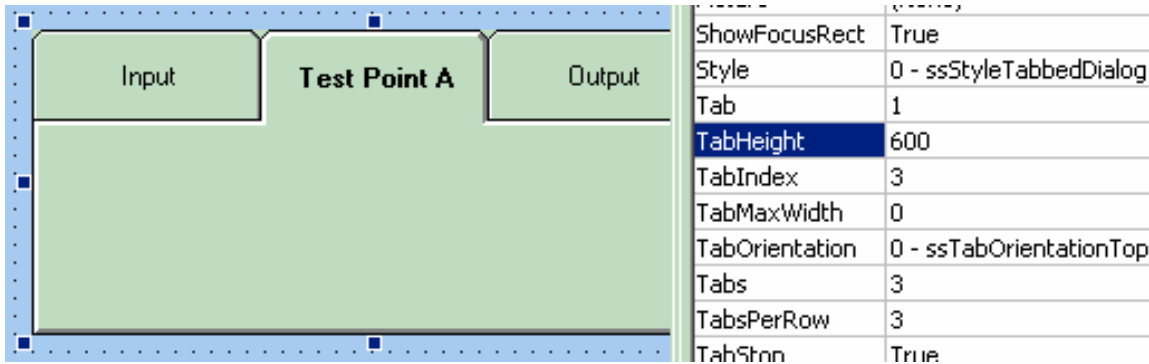 Input
Test Point A
Output
ShowFocusRect True
Style 0 - ssStyleTabbedDialog
Tab 1
TabHeight 600
TabIndex 3
TabMaxWidth 0
TabOrientation 0 - ssTabOrientationTop
Tabs 3
TabsPerRow 3
TabStop True